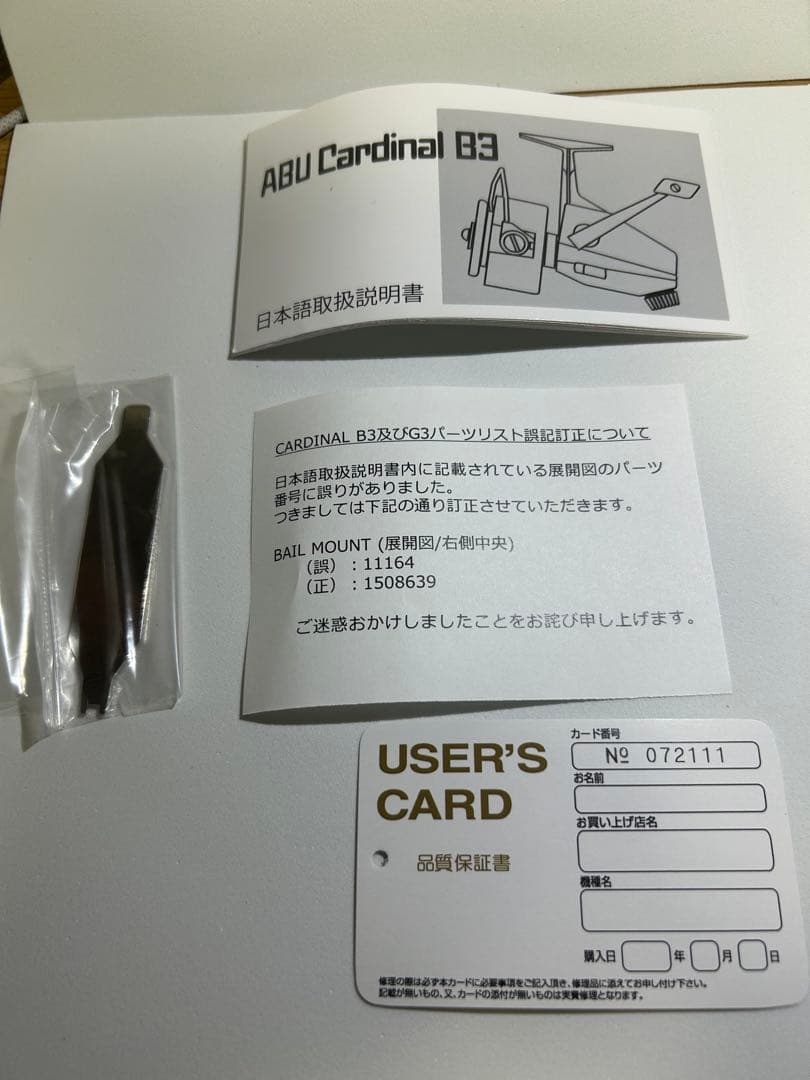 ABU Cardinal B3
日本語取扱説明書
CARDINAL B3及びG3パーツリスト誤記訂正について
日本語取扱説明書内に記載されている展開図のパーツ
番号に誤りがありました。
つきましては下記の通り訂正させていただきます。
BAIL MOUNT (展開図/右側中央)
(誤) : 11164
(正) : 1508639
ご迷惑おかけしましたことをお詫び申し上げます。
USER'S
CARD
品質保証書
カード番号
№ 072111
お名前
お買い上げ店名
機種名
購入日 年 月 日
修理の際は必ず本カードに必要事項をご記入頂き、修理品に添えてお申し付け下さい。
記載が無いもの、又、カードの添付が無いものは実費修理となります。